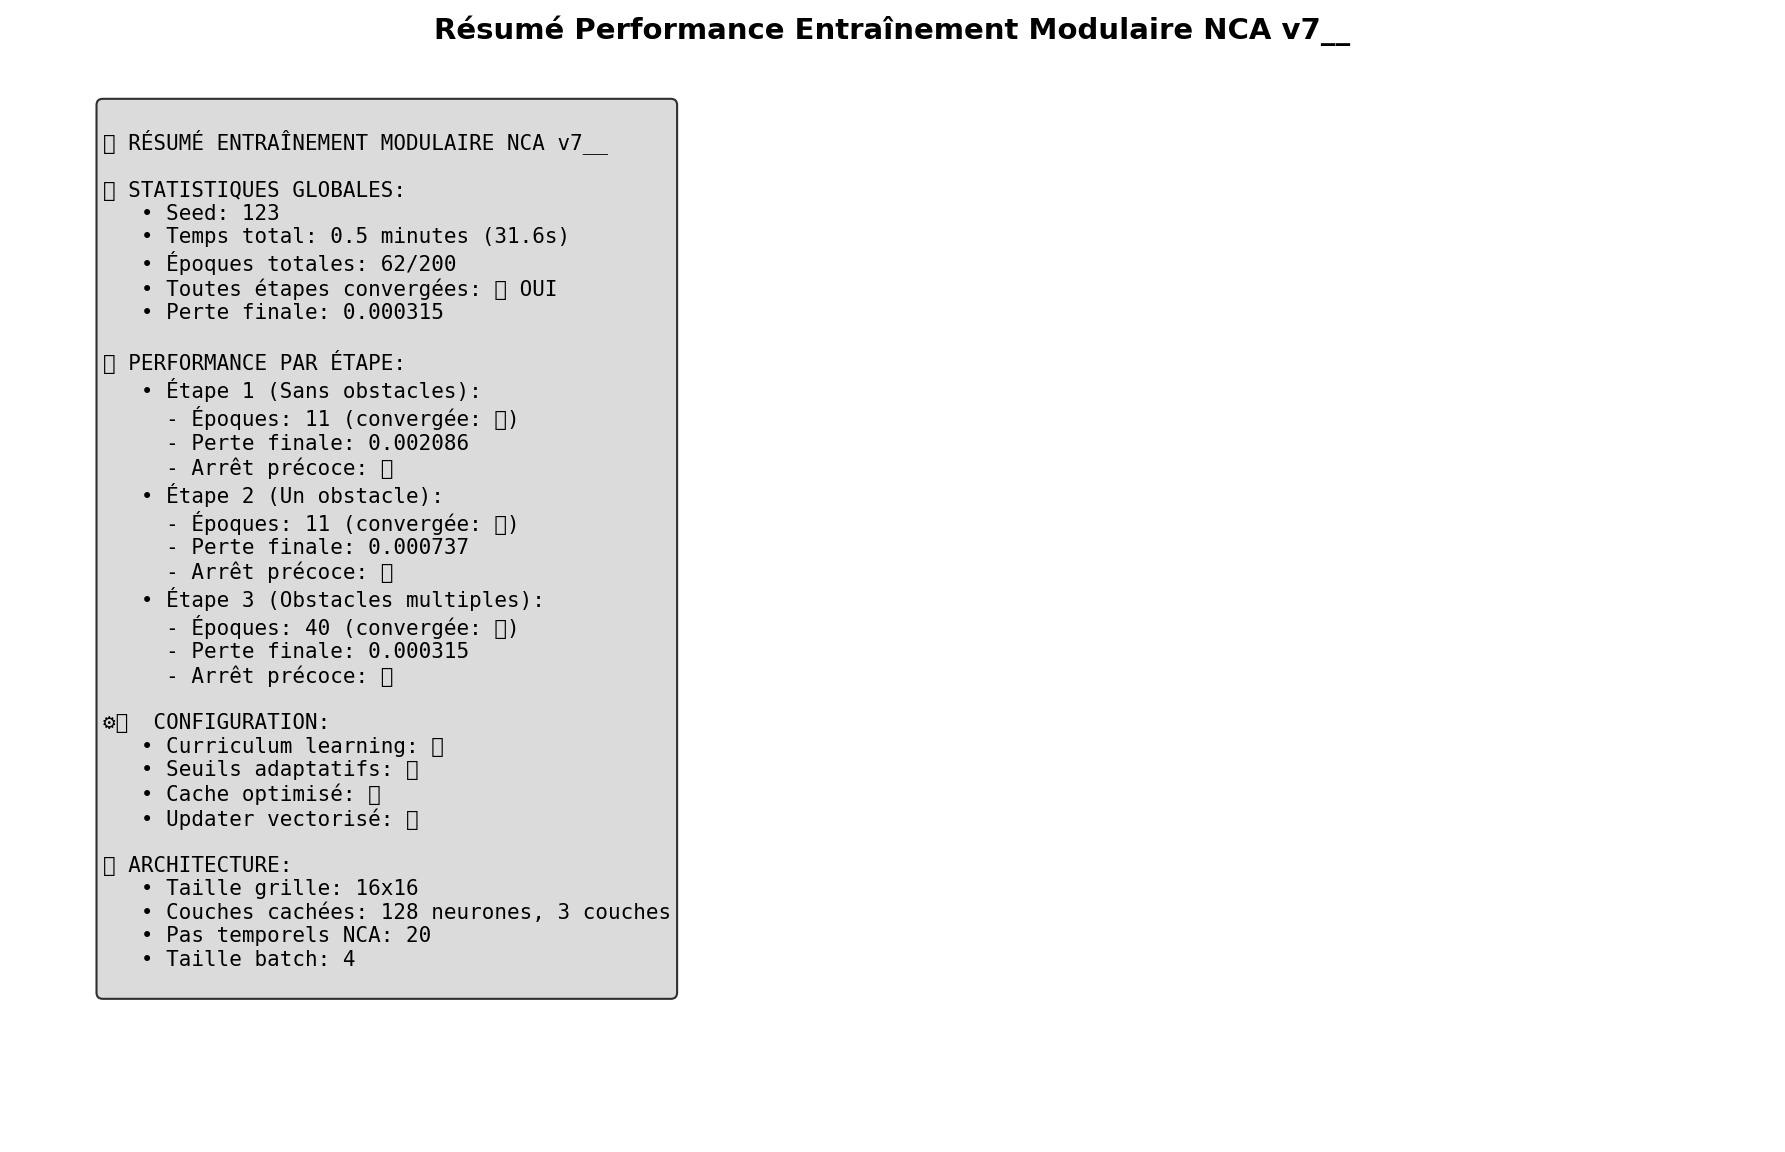 Résumé Performance Entraînement Modulaire NCA v7__
RÉSUMÉ ENTRAÎNEMENT MODULAIRE NCA v7__
STATISTIQUES GLOBALES:
• Seed: 123
• Temps total: 0.5 minutes (31.6s)
• Époques totales: 62/200
• Toutes étapes convergées: ▯ OUI
• Perte finale: 0.000315
PERFORMANCE PAR ÉTAPE:
• Étape 1 (Sans obstacles):
- Époques: 11 (convergée: ▯)
- Perte finale: 0.002086
- Arrêt précoce: ▯
• Étape 2 (Un obstacle):
- Époques: 11 (convergée: ▯)
- Perte finale: 0.000737
- Arrêt précoce: ▯
• Étape 3 (Obstacles multiples):
- Époques: 40 (convergée: ▯)
- Perte finale: 0.000315
- Arrêt précoce: ▯
⚙▯ CONFIGURATION:
• Curriculum learning: ▯
• Seuils adaptatifs: ▯
• Cache optimisé: ▯
• Updater vectorisé: ▯
ARCHITECTURE:
• Taille grille: 16x16
• Couches cachées: 128 neurones, 3 couches
• Pas temporels NCA: 20
• Taille batch: 4